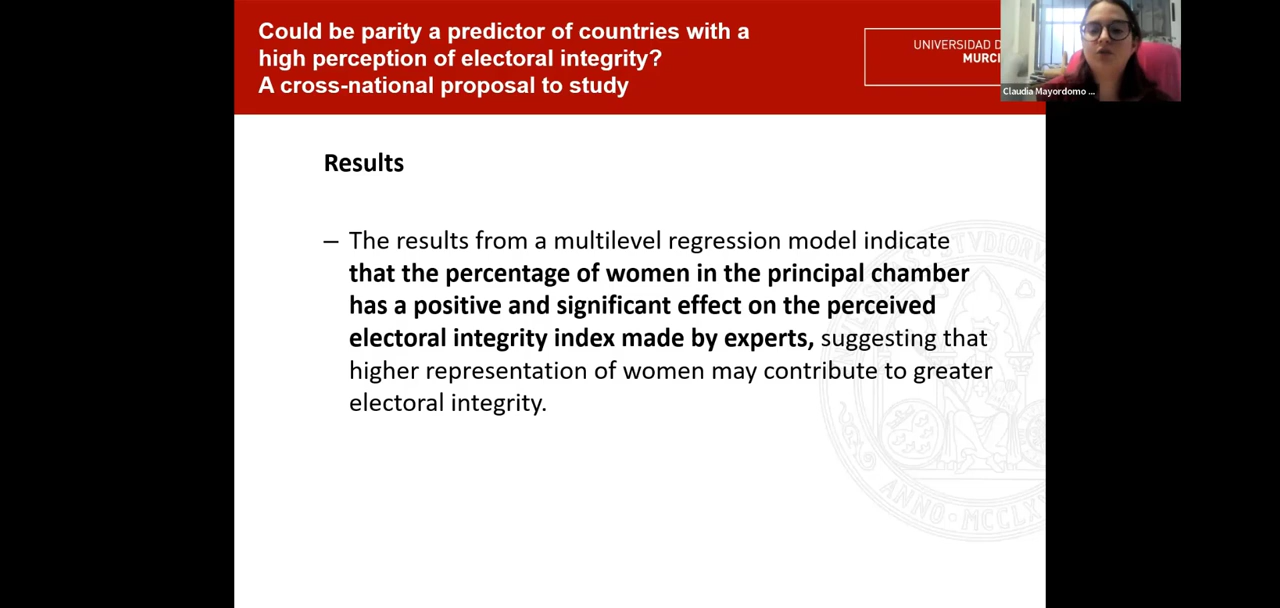 Could be parity a predictor of countries with a
high perception of electoral integrity?
A cross-national proposal to study
UNIVERSIDAD D
MURCI
Claudia Mayordomo ...
Results
– The results from a multilevel regression model indicate
that the percentage of women in the principal chamber
has a positive and significant effect on the perceived
electoral integrity index made by experts, suggesting that
higher representation of women may contribute to greater
electoral integrity.
ANNO · MCCLX